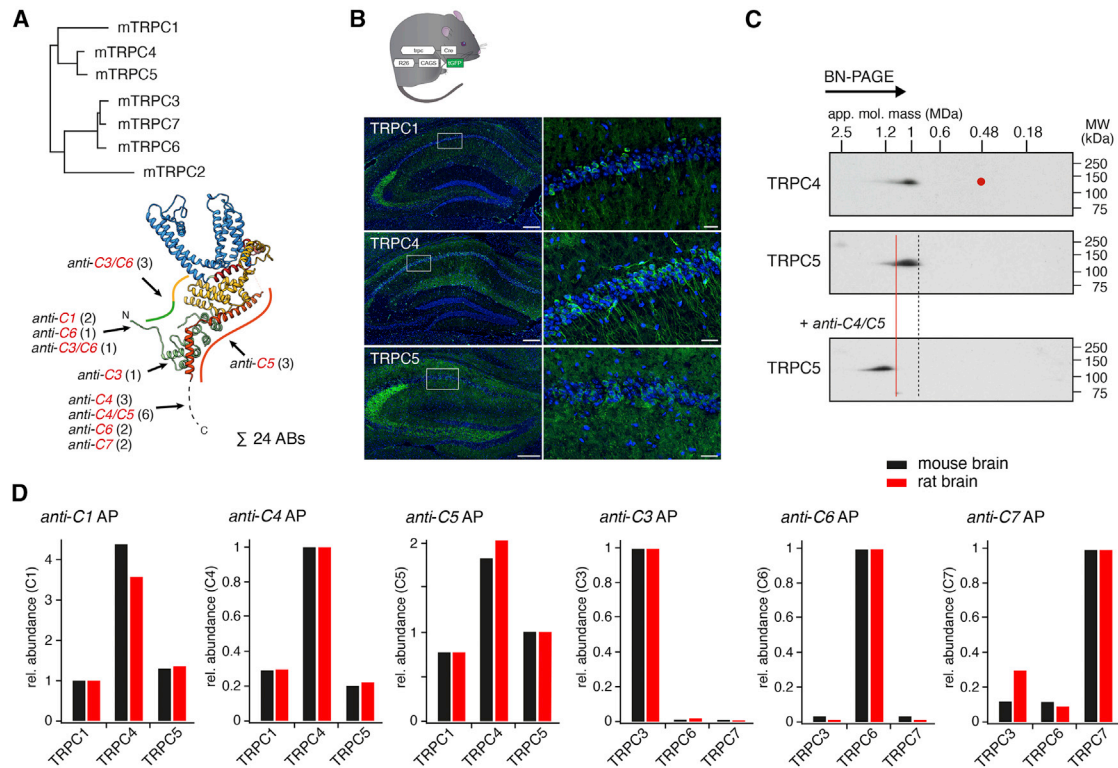 A
mTRPC1
mTRPC4
mTRPC5
mTRPC3
mTRPC7
mTRPC6
mTRPC2
anti-C3/C6 (3)
N
anti-C1 (2)
anti-C6 (1)
anti-C3/C6 (1)
anti-C5 (3)
anti-C3 (1)
anti-C4 (3)
anti-C4/C5 (6)
anti-C6 (2)
anti-C7 (2)
C
∑ 24 ABs
B
trpc Cre
R26 CAGS tGFP
TRPC1
TRPC4
TRPC5
C
BN-PAGE
app. mol. mass (MDa)
2.5 1.2 1 0.6 0.48 0.18
MW
(kDa)
TRPC4
250
150
100
75
TRPC5
250
150
100
75
+ anti-C4/C5
TRPC5
250
150
100
75
mouse brain
rat brain
D
anti-C1 AP
rel. abundance (C1)
4
3
2
1
0
TRPC1 TRPC4 TRPC5
anti-C4 AP
rel. abundance (C4)
1
0.8
0.6
0.4
0.2
0
TRPC1 TRPC4 TRPC5
anti-C5 AP
rel. abundance (C5)
2
1
0
TRPC1 TRPC4 TRPC5
anti-C3 AP
rel. abundance (C3)
1
0.8
0.6
0.4
0.2
0
TRPC3 TRPC6 TRPC7
anti-C6 AP
rel. abundance (C6)
1
0.8
0.6
0.4
0.2
0
TRPC3 TRPC6 TRPC7
anti-C7 AP
rel. abundance (C7)
1
0.8
0.6
0.4
0.2
0
TRPC3 TRPC6 TRPC7